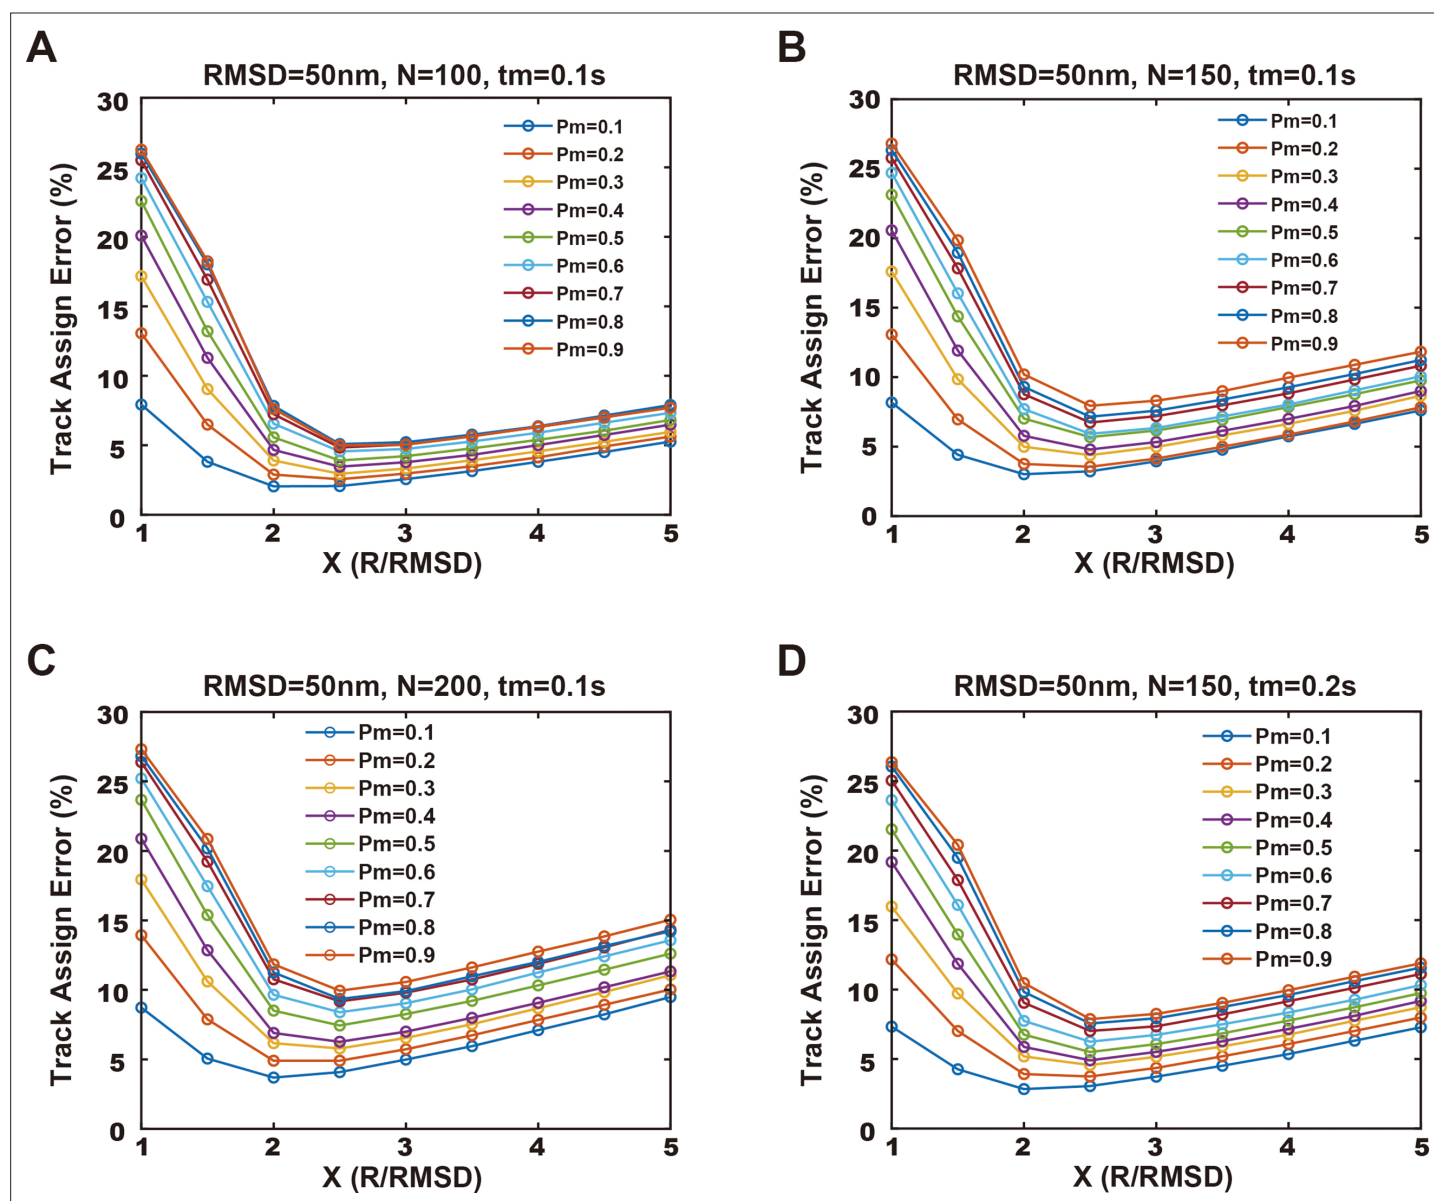 A
RMSD=50nm, N=100, tm=0.1s
30
25
20
15
10
5
0
Track Assign Error (%)
Pm=0.1
Pm=0.2
Pm=0.3
Pm=0.4
Pm=0.5
Pm=0.6
Pm=0.7
Pm=0.8
Pm=0.9
1 2 3 4 5
X (R/RMSD)
B
RMSD=50nm, N=150, tm=0.1s
30
25
20
15
10
5
0
Track Assign Error (%)
Pm=0.1
Pm=0.2
Pm=0.3
Pm=0.4
Pm=0.5
Pm=0.6
Pm=0.7
Pm=0.8
Pm=0.9
1 2 3 4 5
X (R/RMSD)
C
RMSD=50nm, N=200, tm=0.1s
30
25
20
15
10
5
0
Track Assign Error (%)
Pm=0.1
Pm=0.2
Pm=0.3
Pm=0.4
Pm=0.5
Pm=0.6
Pm=0.7
Pm=0.8
Pm=0.9
1 2 3 4 5
X (R/RMSD)
D
RMSD=50nm, N=150, tm=0.2s
30
25
20
15
10
5
0
Track Assign Error (%)
Pm=0.1
Pm=0.2
Pm=0.3
Pm=0.4
Pm=0.5
Pm=0.6
Pm=0.7
Pm=0.8
Pm=0.9
1 2 3 4 5
X (R/RMSD)